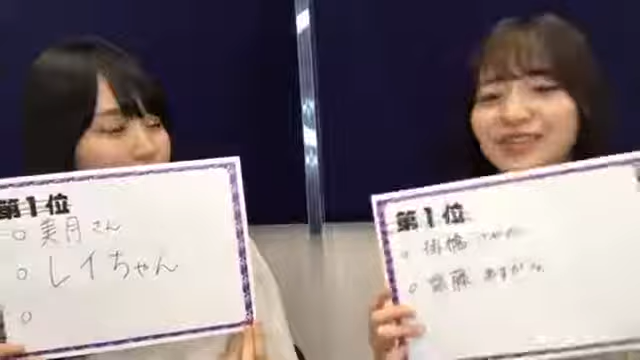 第1位
○ 美月さん
○ レイちゃん
○
第1位
○
○ 齋藤 あすか